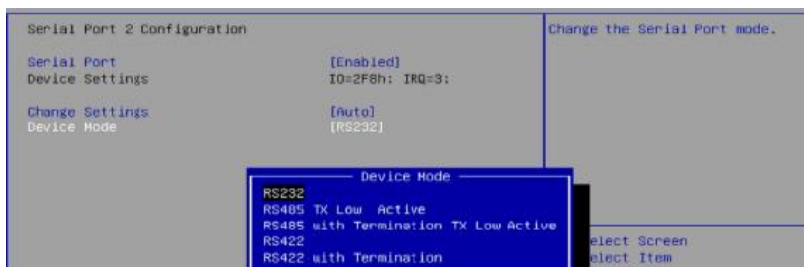 Serial Port 2 Configuration
Change the Serial Port mode.
Serial Port [Enabled]
Device Settings IO=2F8h; IRQ=3;
Change Settings [Auto]
Device Mode [RS232]
Device Mode
RS232
RS485 TX Low Active
RS485 with Termination TX Low Active
RS422
RS422 with Termination
elect Screen
elect Item